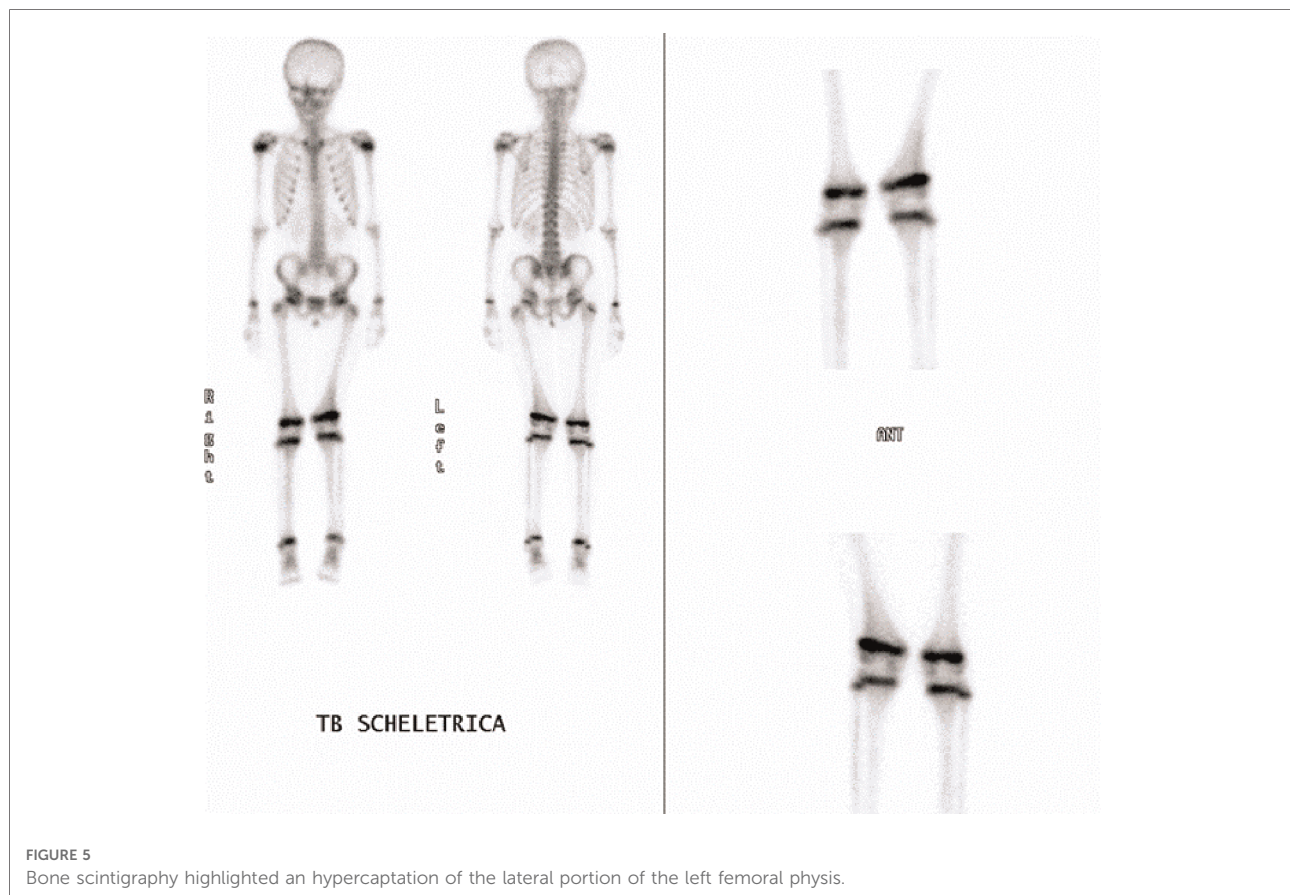 Right
Left
ANT
TB SCHELETRICA
FIGURE 5
Bone scintigraphy highlighted an hypercaptation of the lateral portion of the left femoral physis.